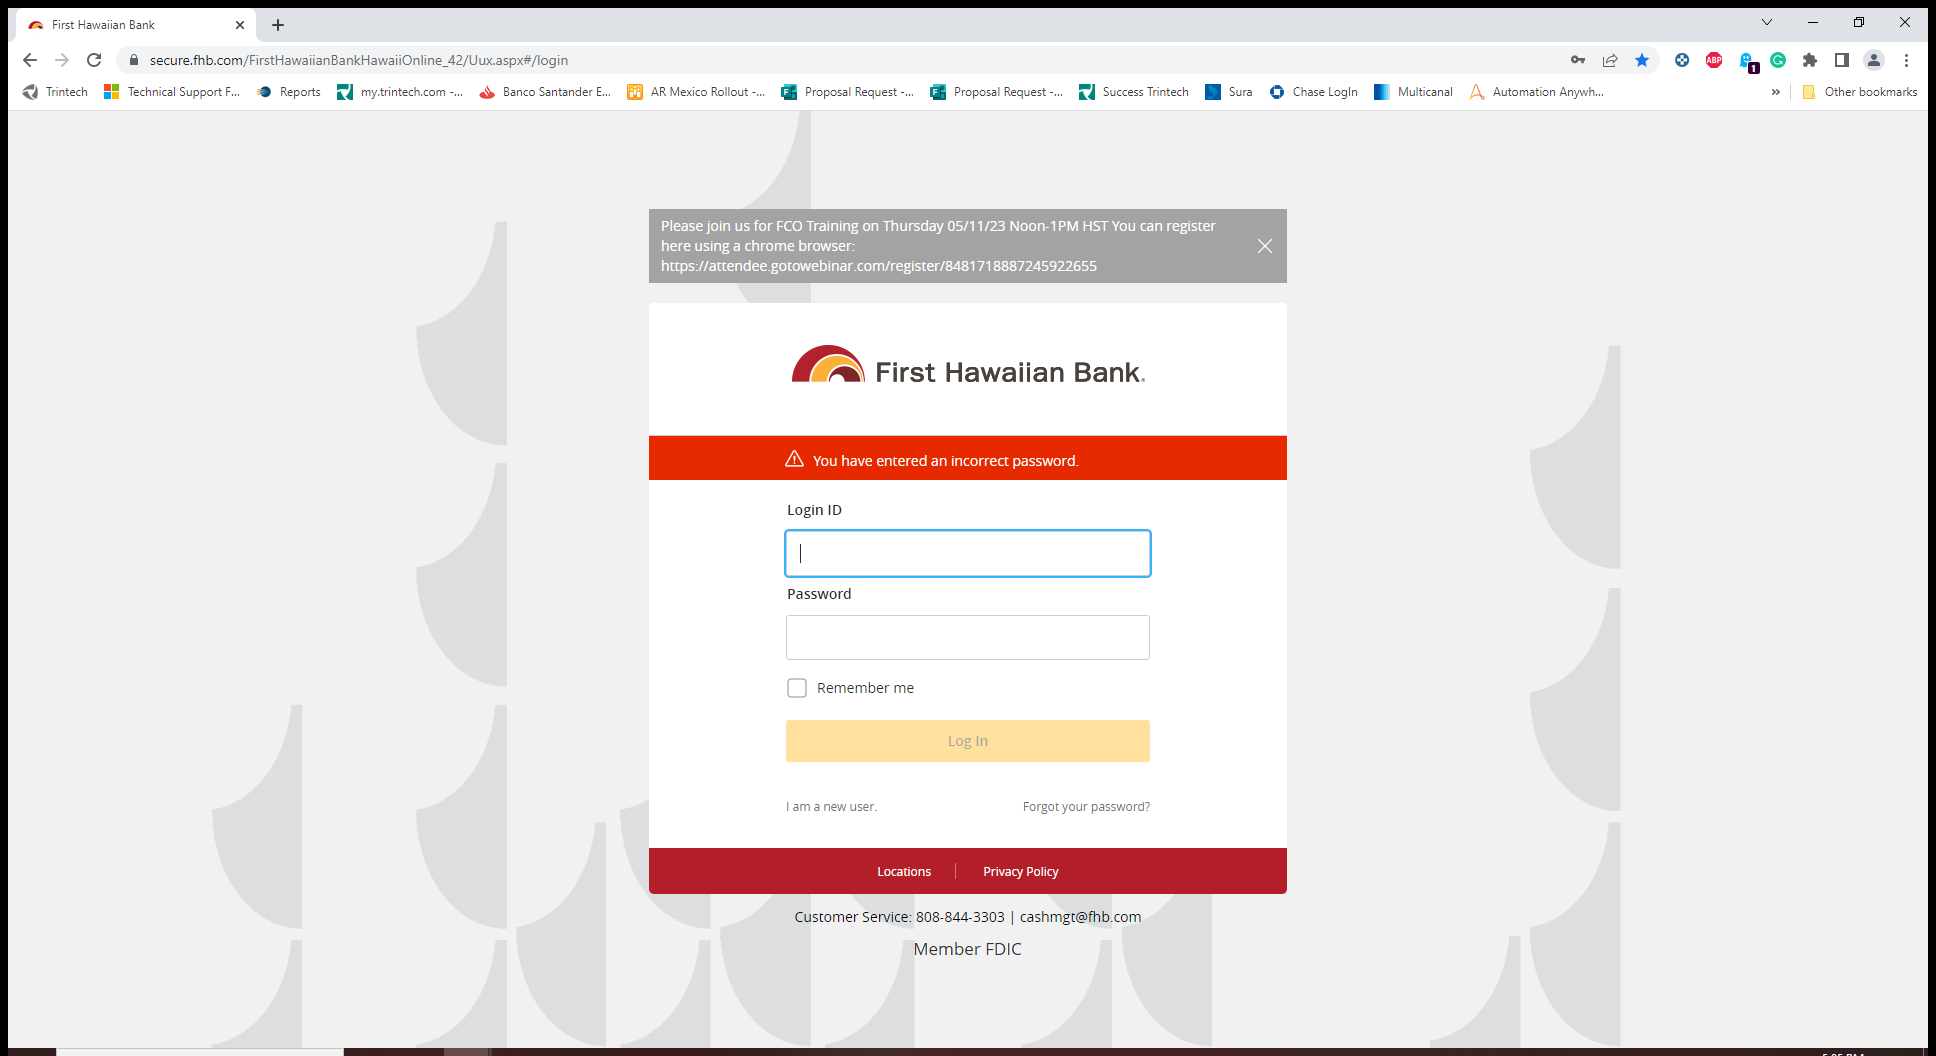 First Hawaiian Bank
secure.fhb.com/FirstHawaiianBankHawaiiOnline_42/Uux.aspx#/login
ABP
1
Trintech
Technical Support F...
Reports
my.trintech.com -...
Banco Santander E...
AR Mexico Rollout -...
Proposal Request -...
Proposal Request -...
Success Trintech
Sura
Chase LogIn
Multicanal
Automation Anywh...
»
Other bookmarks
Please join us for FCO Training on Thursday 05/11/23 Noon-1PM HST You can register
here using a chrome browser:
https://attendee.gotowebinar.com/register/8481718887245922655
First Hawaiian Bank.
You have entered an incorrect password.
Login ID
Password
Remember me
Log In
I am a new user.
Forgot your password?
Locations
Privacy Policy
Customer Service: 808-844-3303 | cashmgt@fhb.com
Member FDIC